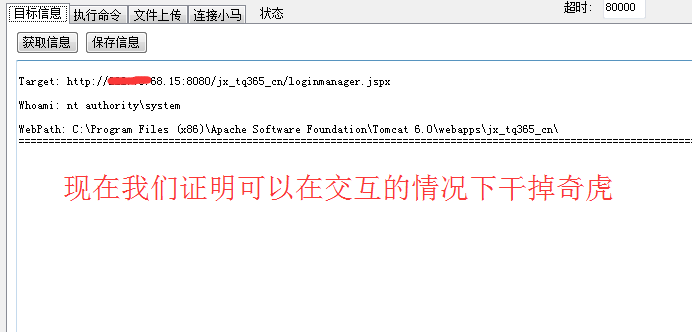 目标信息 执行命令 文件上传 连接小马 状态 超时: 80000
获取信息 保存信息
Target: http://68.15:8080/jx_tq365_cn/loginmanager.jspx
Whoami: nt authority\system
WebPath: C:\Program Files (x86)\Apache Software Foundation\Tomcat 6.0\webapps\jx_tq365_cn\
现在我们证明可以在交互的情况下干掉奇虎